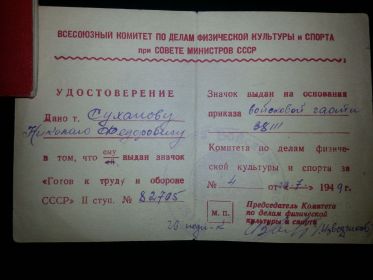 ВСЕСОЮЗНЫЙ КОМИТЕТ ПО ДЕЛАМ ФИЗИЧЕСКОЙ КУЛЬТУРЫ И СПОРТА
при СОВЕТЕ МИНИСТРОВ СССР
УДОСТОВЕРЕНИЕ
Дано т. Суханову
Николаю Федоровичу
в том, что ему выдан значок
«Готов к труду и обороне
СССР» II ступ. № 82795
Значок выдан на основания
приказа войсковой части
Комитета по делам физиче-
ской культуры и спорта за
№ 4 от 1949 г.
М. П.
Председатель Комитета
по делам физической
культуры и спорта